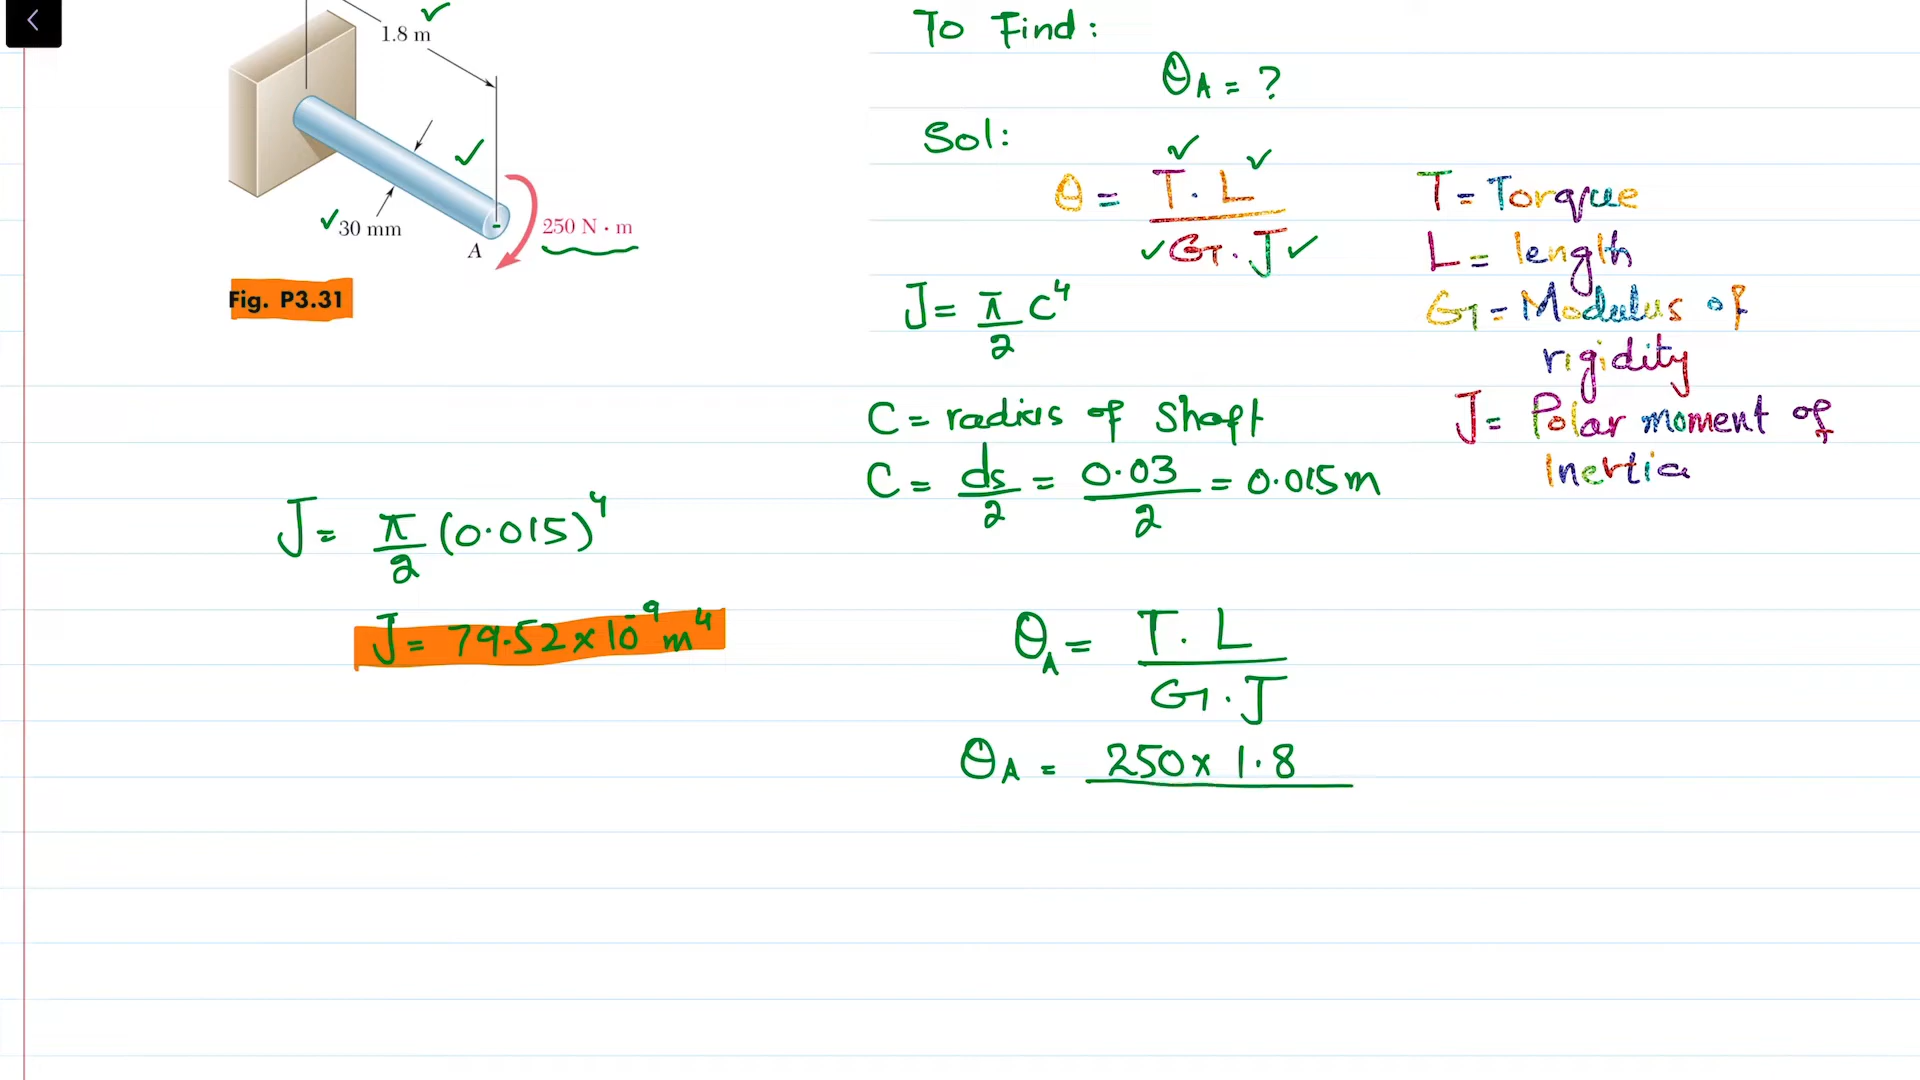 1.8 m ✓
✓
✓30 mm
A
250 N · m
Fig. P3.31
J = π/2 (0.015)⁴
J = 79.52 × 10⁻⁹ m⁴
To Find:
θA = ?
Sol:
θ = T. L / G. J
J = π/2 C⁴
C = radius of Shaft
C = ds/2 = 0.03/2 = 0.015m
θA = T. L / G. J
θA = 250 × 1.8
T = Torque
L = length
G = Modulus of
rigidity
J = Polar moment of
Inertia